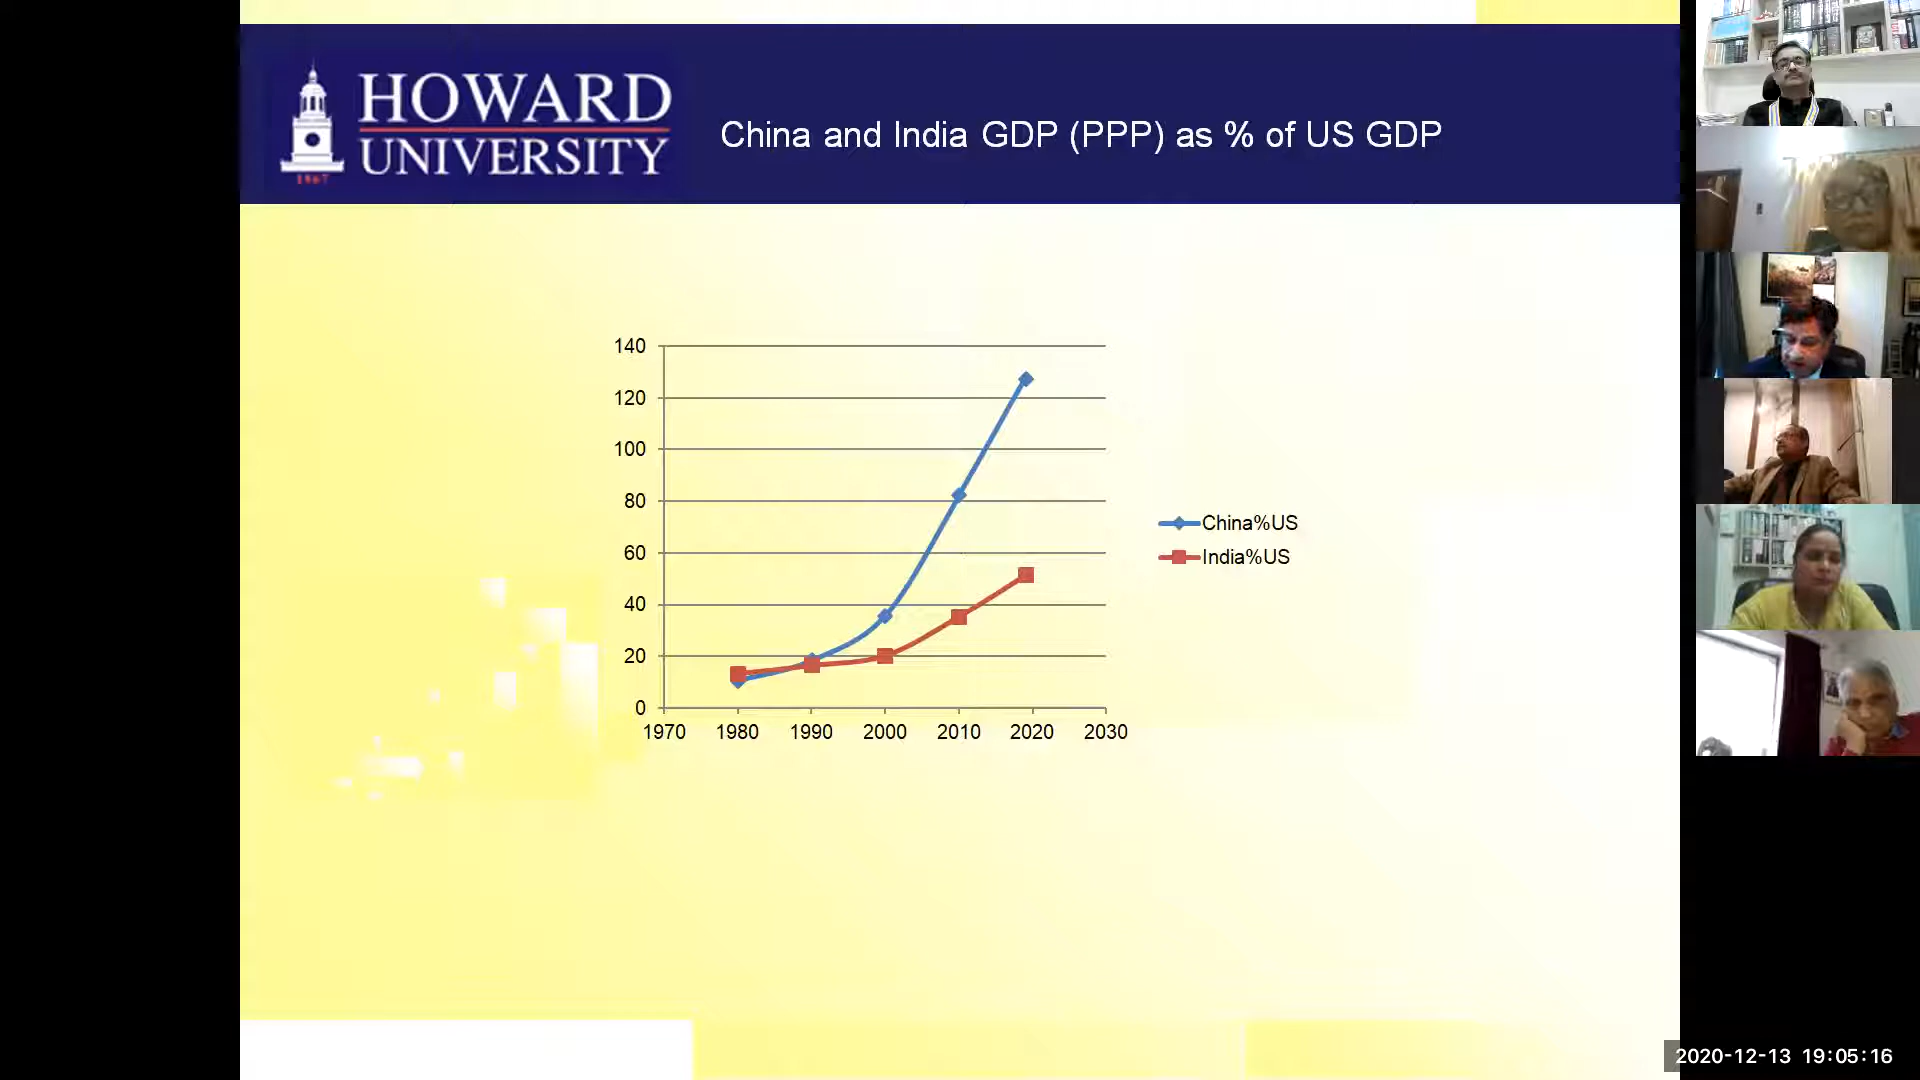 HOWARD
UNIVERSITY
1867
China and India GDP (PPP) as % of US GDP
140
120
100
80
60
40
20
0
1970 1980 1990 2000 2010 2020 2030
China%US
India%US
2020-12-13 19:05:16